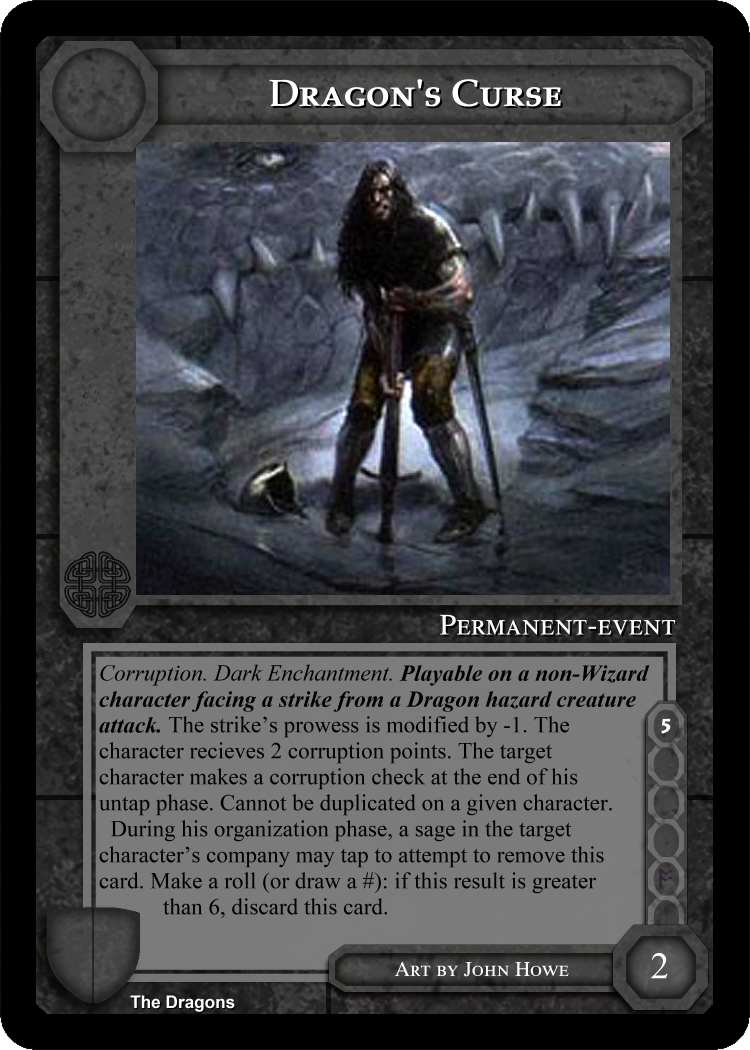 Dragon's Curse
Permanent-event
Corruption. Dark Enchantment. Playable on a non-Wizard
character facing a strike from a Dragon hazard creature
attack. The strike’s prowess is modified by -1. The
character recieves 2 corruption points. The target
character makes a corruption check at the end of his
untap phase. Cannot be duplicated on a given character.
During his organization phase, a sage in the target
character’s company may tap to attempt to remove this
card. Make a roll (or draw a #): if this result is greater
than 6, discard this card.
5
Art by John Howe
2
The Dragons